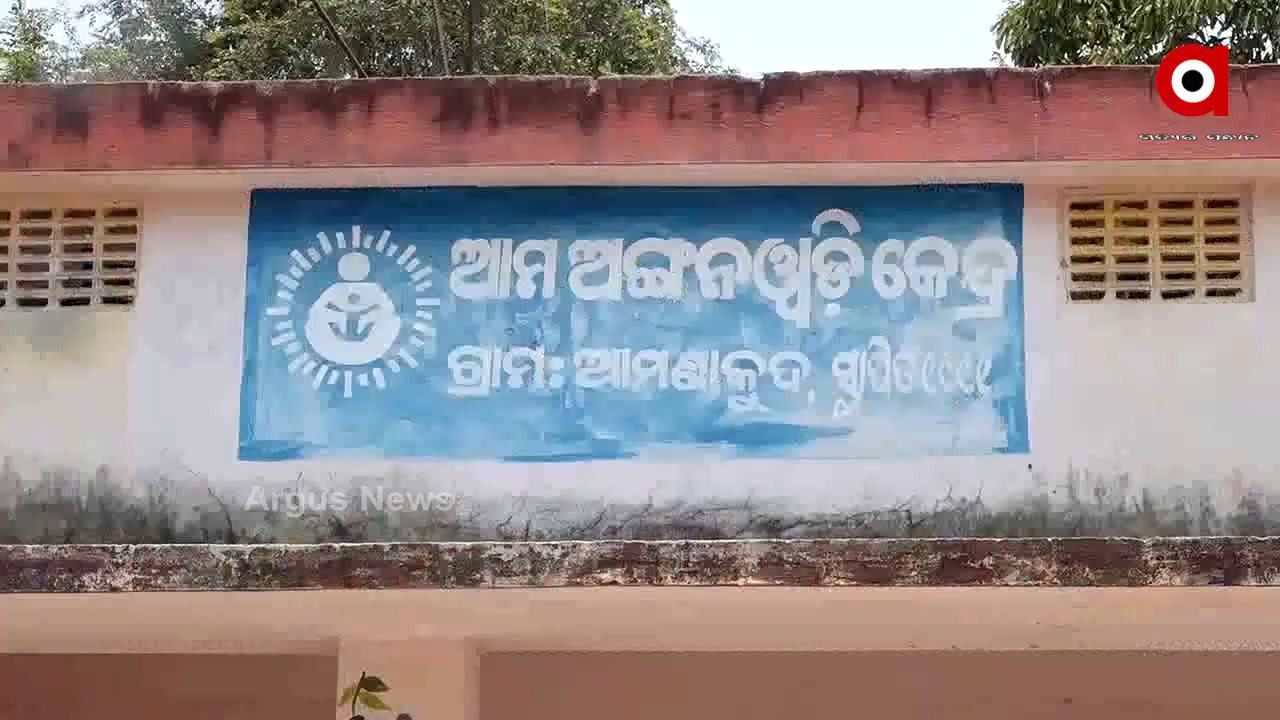 ଆମ ଅଙ୍ଗନୱାଡ଼ି କେନ୍ଦ୍ର
ଗ୍ରାମ: ଆମଣାକୁଦ, ସ୍ଥାପିତ
Argus News